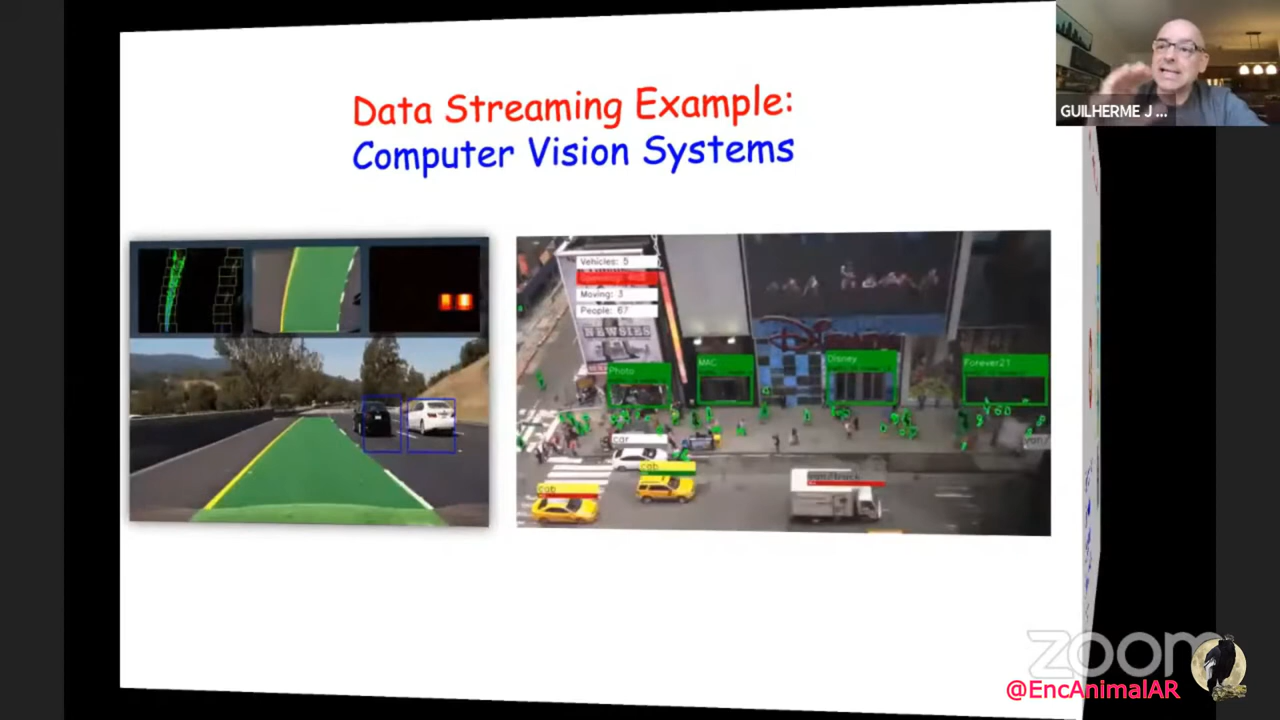 GUILHERME J ...
Data Streaming Example:
Computer Vision Systems
Vehicles: 5
Moving: 3
People: 67
NEWSIES
Photo
MAC
Disney
Forever21
car
cab
cab
zoom
@EncAnimalAR